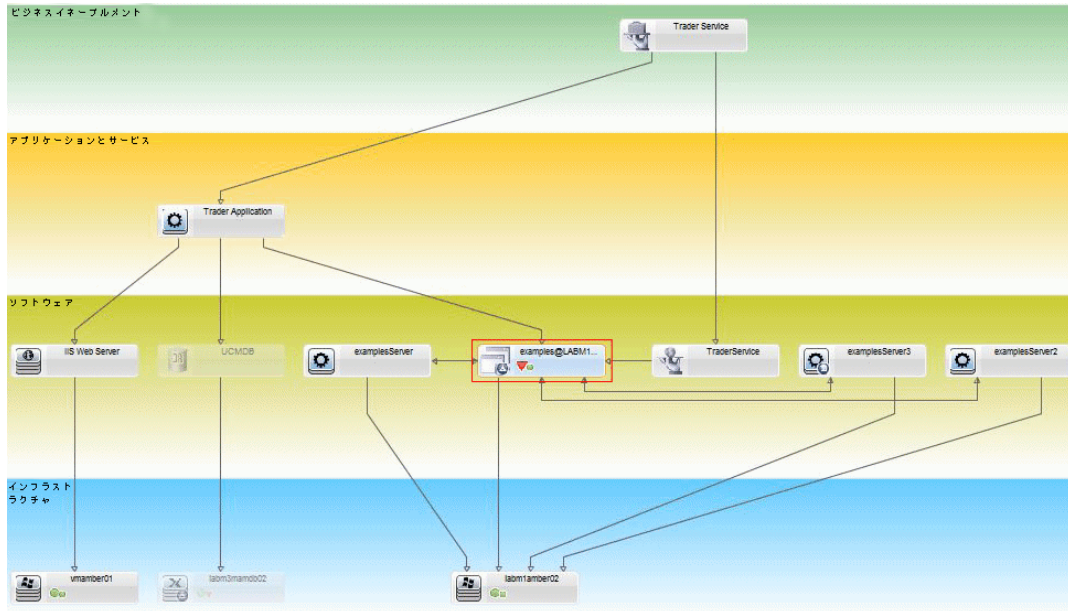 ビジネスイネーブルメント
Trader Service
アプリケーションとサービス
Trader Application
ソフトウェア
IIS Web Server
UCMDB
examplesServer
examples@LABM1...
TraderService
examplesServer3
examplesServer2
インフラスト
ラクチャ
vmamber01
labm3mamdb02
labm1amber02